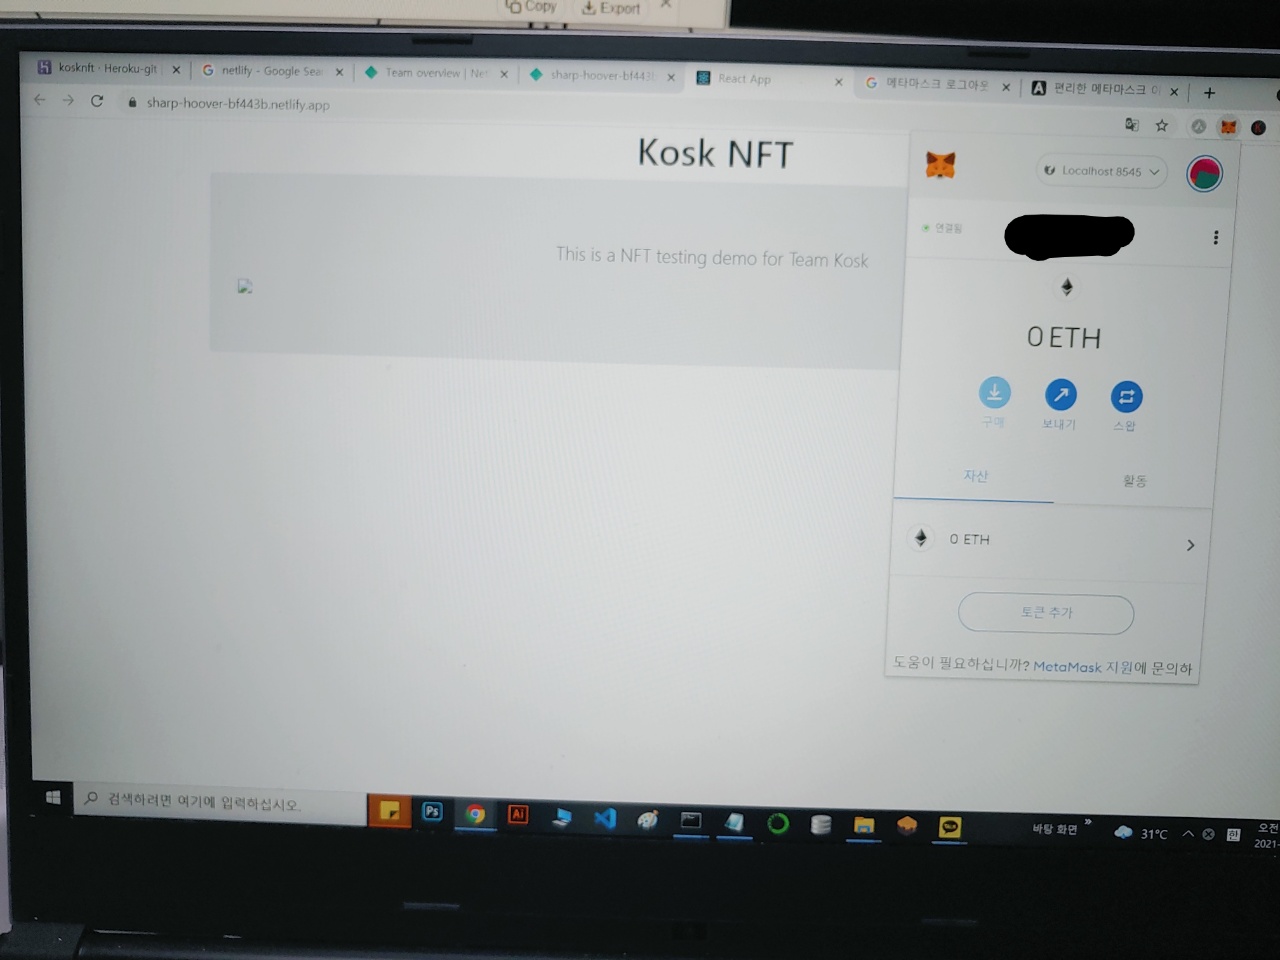 Copy Export
kosknft · Heroku-git
netlify - Google Sea
Team overview | Net
sharp-hoover-bf443b
React App
메타마스크 로그아웃
편리한 메타마스크 이
sharp-hoover-bf443b.netlify.app
Kosk NFT
This is a NFT testing demo for Team Kosk
Localhost 8545
연결됨
0 ETH
구매
보내기
스왑
자산
활동
0 ETH
토큰 추가
도움이 필요하십니까? MetaMask 지원에 문의하
검색하려면 여기에 입력하십시오.
Ps
Ai
TALK
바탕 화면
31°C
한
오전
2021-